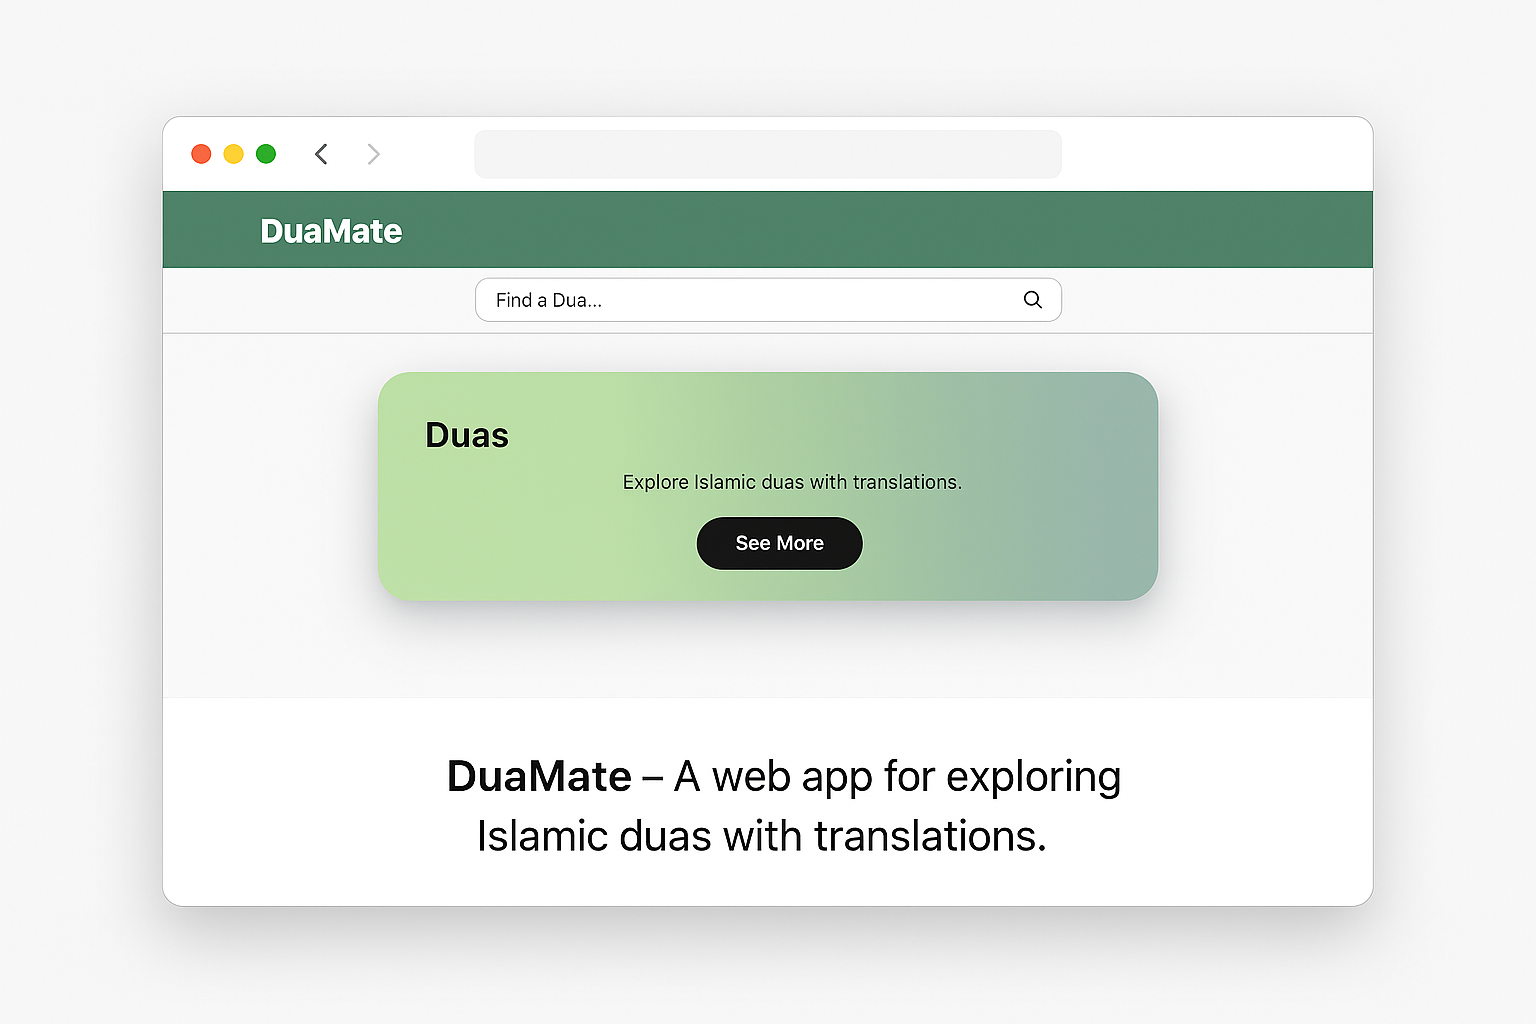 DuaMate
Find a Dua...
Duas
Explore Islamic duas with translations.
See More
DuaMate – A web app for exploring
Islamic duas with translations.